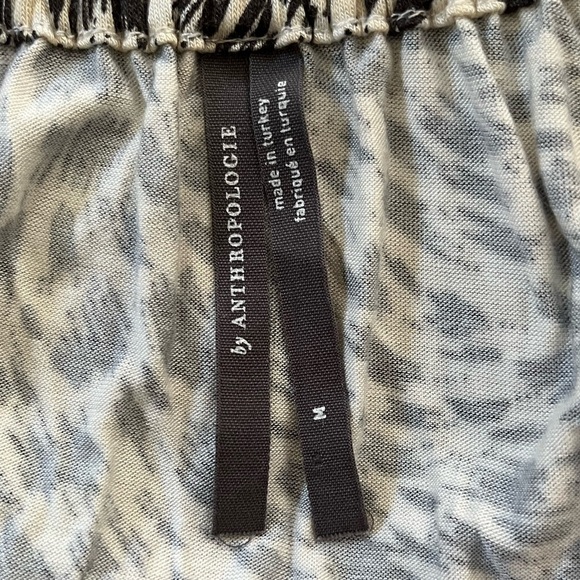 by ANTHROPOLOGIE
made in turkey
fabriqué en turquie
M